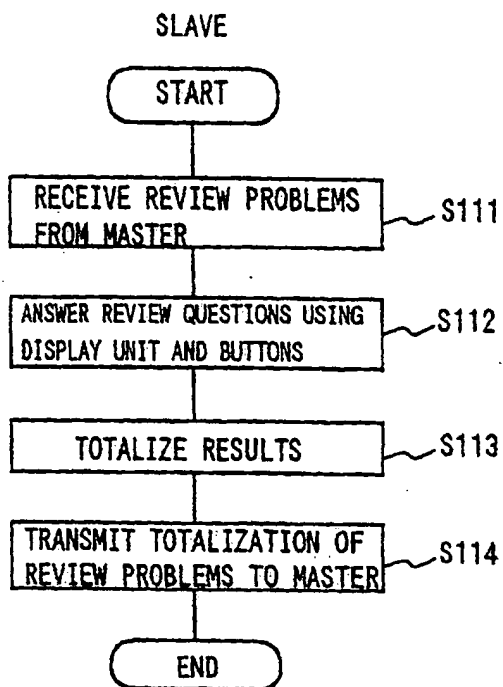 SLAVE
START
RECEIVE REVIEW PROBLEMS
FROM MASTER
S111
ANSWER REVIEW QUESTIONS USING
DISPLAY UNIT AND BUTTONS
S112
TOTALIZE RESULTS
S113
TRANSMIT TOTALIZATION OF
REVIEW PROBLEMS TO MASTER
S114
END